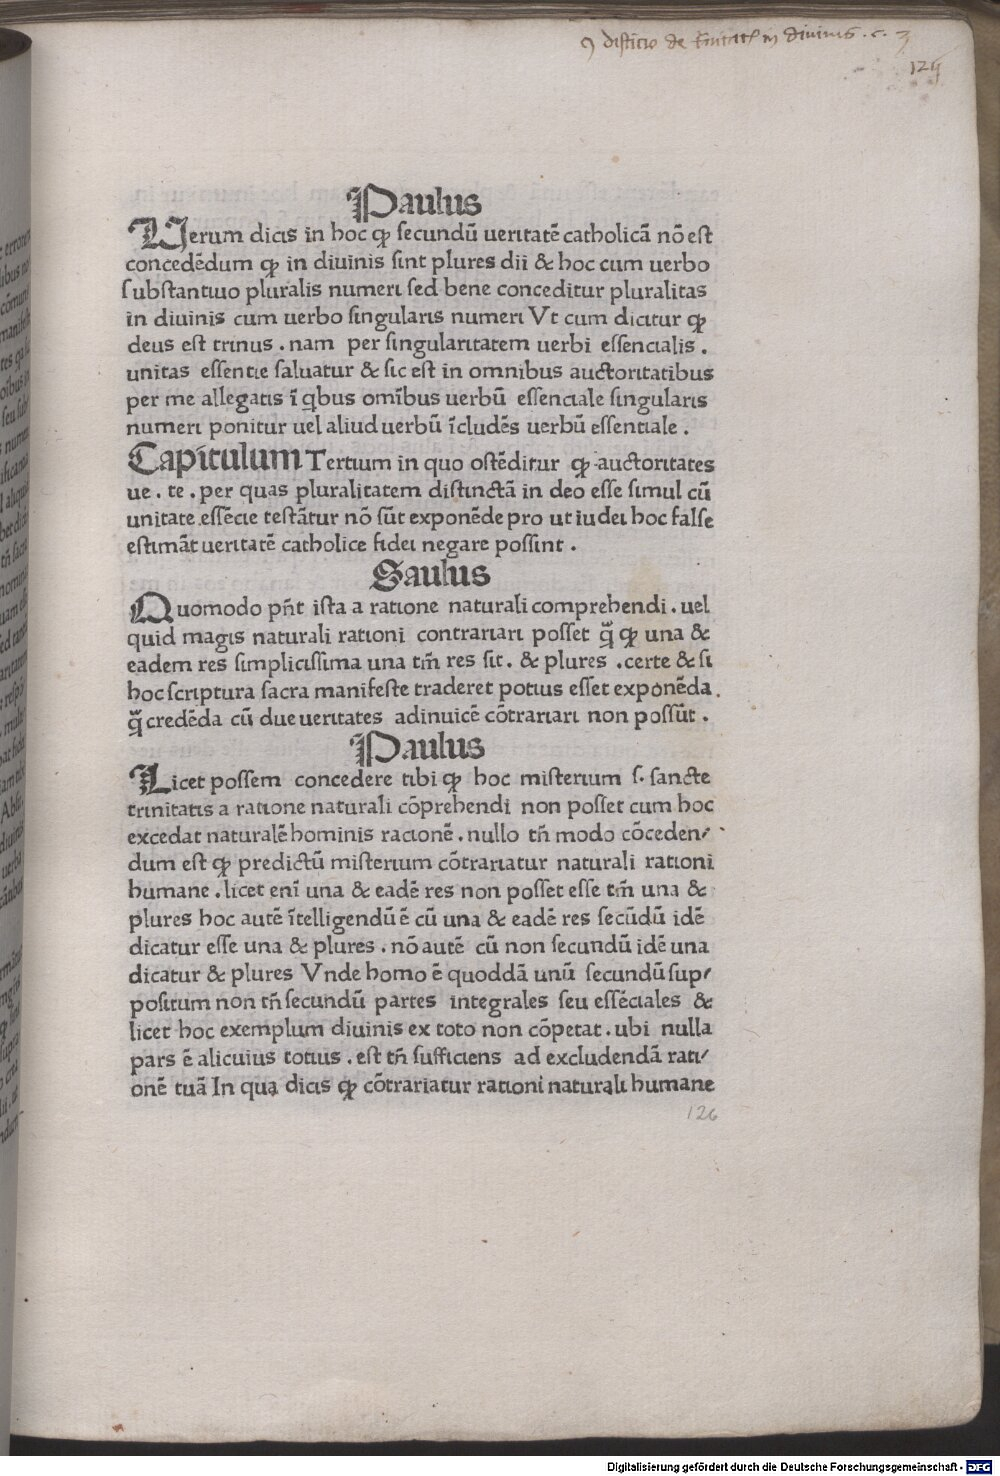 disticio de in diuinis . c . 3
Paulus
Verum dicis in hoc ꝙ secundū ueritatē catholicā nō est
concedēdum ꝙ in diuinis sint plures dii & hoc cum uerbo
substantiuo pluralis numeri sed bene conceditur pluralitas
in diuinis cum uerbo singularis numeri Vt cum dicitur ꝙ
deus est trinus . nam per singularitatem uerbi essencialis .
unitas essentie saluatur & sic est in omnibus auctoritatibus
per me allegatis ī qbus omībus uerbū essenciale singularis
numeri ponitur uel aliud uerbū īcludēs uerbū essentiale .
Capitulum Tertium in quo ostēditur ꝙ auctoritates
ue . te . per quas pluralitatem distinctā in deo esse simul cū
unitate essēcie testātur nō sūt exponēde pro ut iudei hoc false
estimāt ueritatē catholice fidei negare possint .
Saulus
Quomodo pn̄t ista a ratione naturali comprehendi . uel
quid magis naturali rationi contrariari posset q̄ ꝙ una &
eadem res simplicissima una tm̄ res sit . & plures . certe & si
hoc scriptura sacra manifeste traderet potius esset exponēda .
q̄ credēda cū due ueritates adinuicē cōtrariari non possūt .
Paulus
Licet possem concedere tibi ꝙ hoc misterium s. sancte
trinitatis a ratione naturali cōprehendi non posset cum hoc
excedat naturalē hominis racionē . nullo tn̄ modo cōceden/
dum est ꝙ predictū misterium cōtrariatur naturali rationi
humane . licet enī una & eadē res non posset esse tm̄ una &
plures hoc autē ītelligendū ē cū una & eadē res secūdū idē
dicatur esse una & plures . nō autē cū non secundū idē una
dicatur & plures Vnde homo ē quoddā unū secundū sup/
positum non tn̄ secundū partes integrales seu essēciales &
licet hoc exemplum diuinis ex toto non cōpetat . ubi nulla
pars ē alicuius totius . est tn̄ sufficiens ad excludendā rati/
onē tuā In qua dicis ꝙ cōtrariatur rationi naturali humane
126
Digitalisierung gefördert durch die Deutsche Forschungsgemeinschaft - DFG